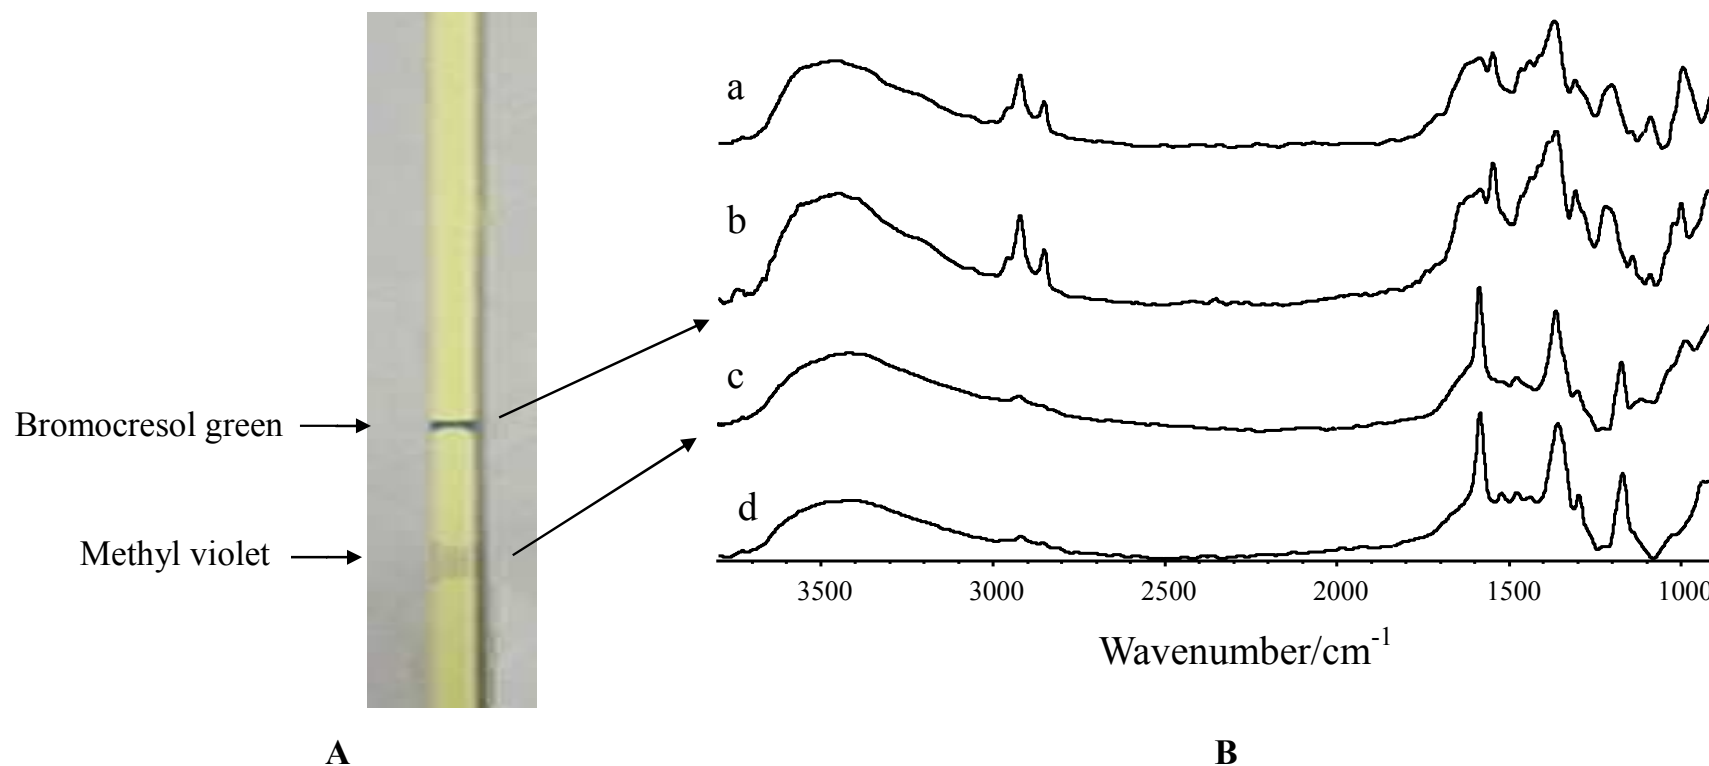 a
b
Bromocresol green
c
Methyl violet
d
3500 3000 2500 2000 1500 1000
Wavenumber/cm-1
A B